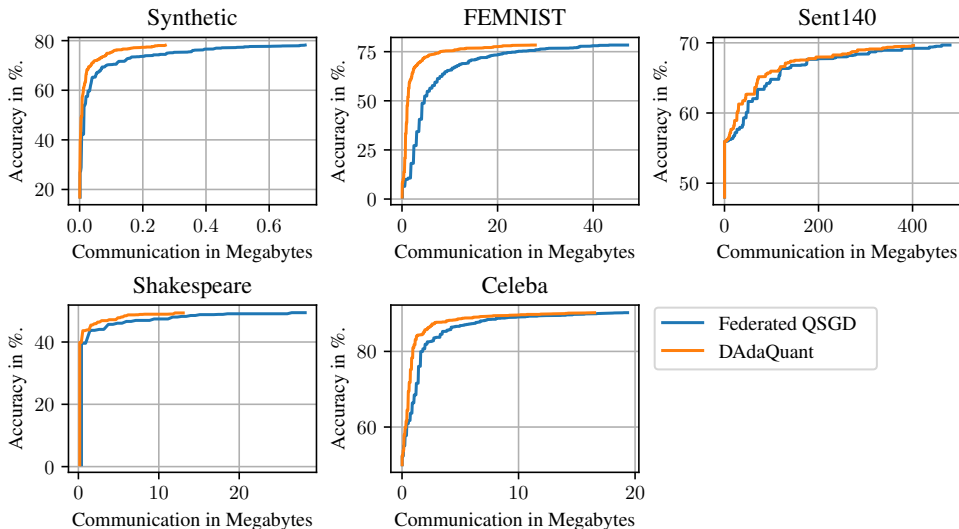 Synthetic
FEMNIST
Sent140
Accuracy in %.
80
60
40
20
0.0 0.2 0.4 0.6
Communication in Megabytes
Accuracy in %.
75
50
25
0
0 20 40
Communication in Megabytes
Accuracy in %.
70
60
50
0 200 400
Communication in Megabytes
Shakespeare
Celeba
Accuracy in %.
40
20
0
0 10 20
Communication in Megabytes
Accuracy in %.
80
60
0 10 20
Communication in Megabytes
Federated QSGD
DAdaQuant